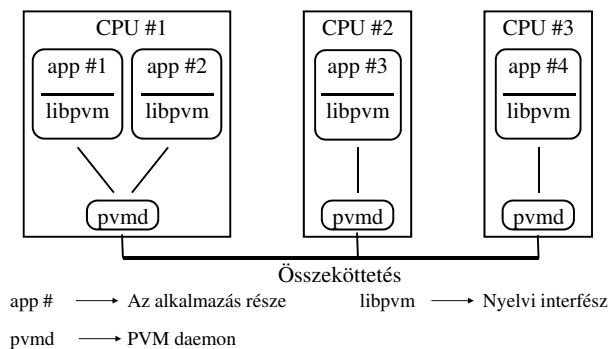 CPU #1 CPU #2 CPU #3
app #1 app #2 app #3 app #4
libpvm libpvm libpvm libpvm
pvmd pvmd pvmd
Összeköttetés
app # Az alkalmazás része libpvm Nyelvi interfész
pvmd PVM daemon